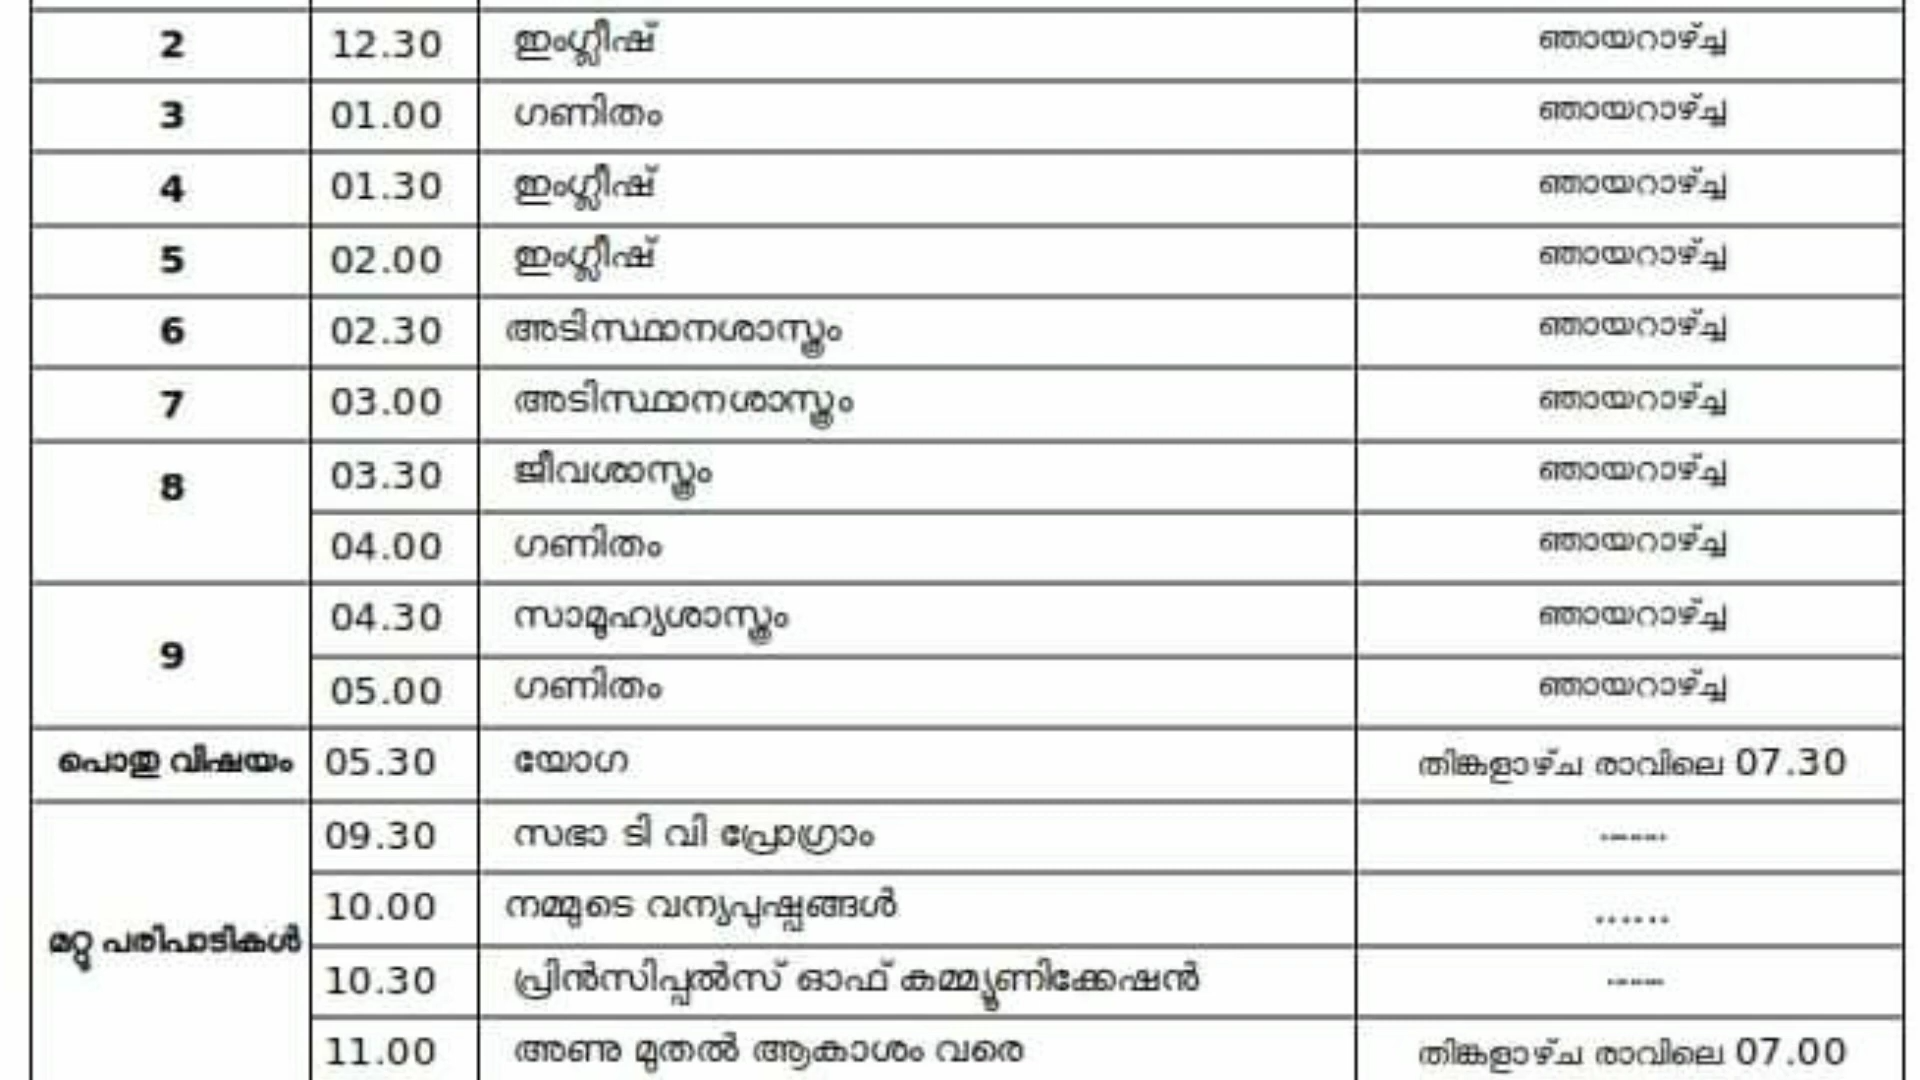 2 12.30 ഇംഗ്ലീഷ് ഞായറാഴ്ച്ച
3 01.00 ഗണിതം ഞായറാഴ്ച്ച
4 01.30 ഇംഗ്ലീഷ് ഞായറാഴ്ച്ച
5 02.00 ഇംഗ്ലീഷ് ഞായറാഴ്ച്ച
6 02.30 അടിസ്ഥാനശാസ്ത്രം ഞായറാഴ്ച്ച
7 03.00 അടിസ്ഥാനശാസ്ത്രം ഞായറാഴ്ച്ച
8 03.30 ജീവശാസ്ത്രം ഞായറാഴ്ച്ച
04.00 ഗണിതം ഞായറാഴ്ച്ച
9 04.30 സാമൂഹ്യശാസ്ത്രം ഞായറാഴ്ച്ച
05.00 ഗണിതം ഞായറാഴ്ച്ച
പൊതു വിഷയം 05.30 യോഗ തിങ്കളാഴ്ച രാവിലെ 07.30
മറ്റു പരിപാടികൾ 09.30 സഭാ ടി വി പ്രോഗ്രാം .......
10.00 നമ്മുടെ വന്യപുഷ്പങ്ങൾ ......
10.30 പ്രിൻസിപ്പൽസ് ഓഫ് കമ്മ്യൂണിക്കേഷൻ ......
11.00 അണു മുതൽ ആകാശം വരെ തിങ്കളാഴ്ച രാവിലെ 07.00